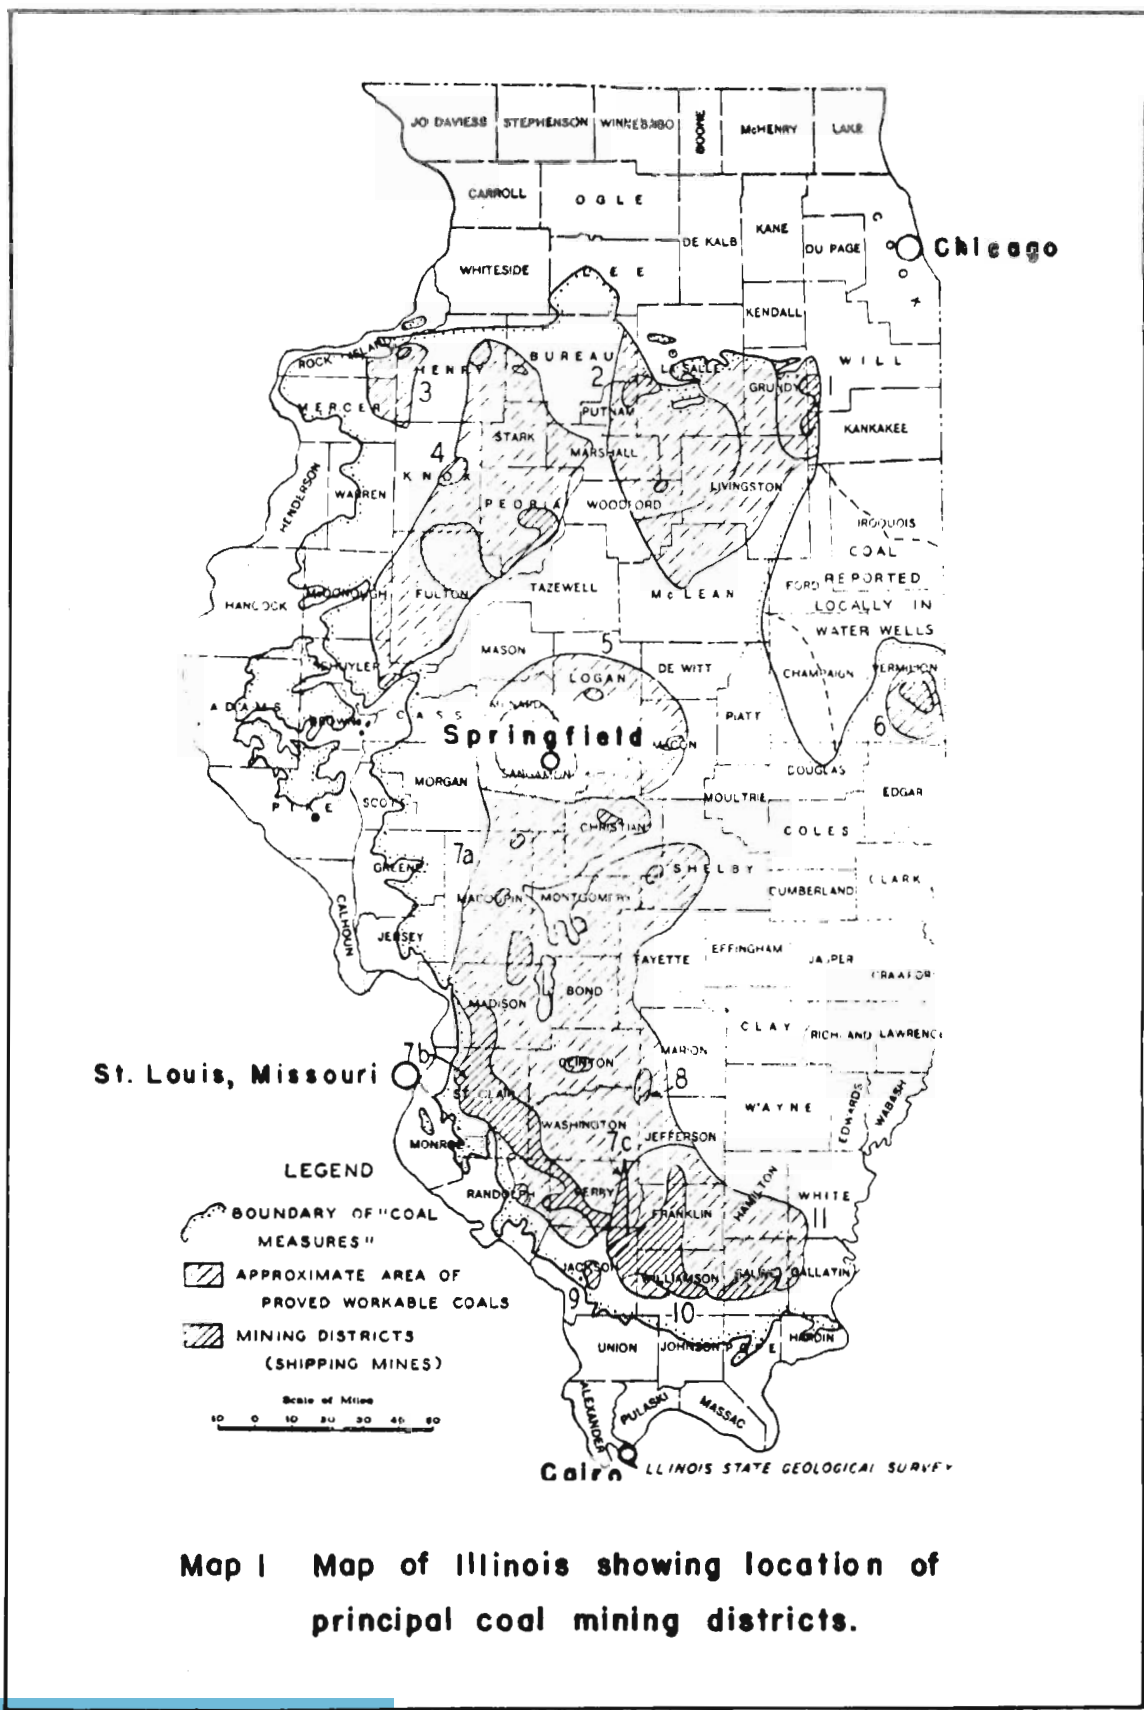 JO DAVIESS STEPHENSON WINNEBAGO BOONE McHENRY LAKE
CARROLL OGLE DE KALB KANE DU PAGE Chicago
WHITESIDE LEE
KENDALL
ROCK ISLAND HENRY BUREAU LA SALLE GRUNDY WILL
3 2 1
MERCER PUTNAM KANKAKEE
STARK
4 MARSHALL
HENDERSON WARREN KNOX PEORIA WOODFORD LIVINGSTON
IROQUOIS
COAL
FORD REPORTED
LOCALLY IN
WATER WELLS
HANCOCK McDONOUGH FULTON TAZEWELL McLEAN
MASON 5 DE WITT
SCHUYLER LOGAN CHAMPAIGN VERMILION
ADAMS BROWN CASS MENARD PIATT 6
Springfield MACON
MORGAN SANGAMON DOUGLAS
PIKE SCOTT MOULTRIE EDGAR
CHRISTIAN COLES
7a
GREENE SHELBY
CALHOUN MACOUPIN MONTGOMERY CUMBERLAND CLARK
JERSEY FAYETTE EFFINGHAM JASPER
CRAWFOR
MADISON BOND
CLAY RICHLAND LAWRENCE
7b CLINTON MARION
St. Louis, Missouri 8
ST CLAIR WAYNE EDWARDS WABASH
WASHINGTON
MONROE 7c JEFFERSON
RANDOLPH PERRY FRANKLIN HAMILTON WHITE
11
JACKSON WILLIAMSON SALINE GALLATIN
9 10
UNION JOHNSON POPE HARDIN
ALEXANDER PULASKI MASSAC
Cairo
LEGEND
BOUNDARY OF "COAL
MEASURES"
APPROXIMATE AREA OF
PROVED WORKABLE COALS
MINING DISTRICTS
(SHIPPING MINES)
Scale of Miles
10 0 10 20 30 40 50
ILLINOIS STATE GEOLOGICAL SURVEY
Map 1 Map of Illinois showing location of
principal coal mining districts.